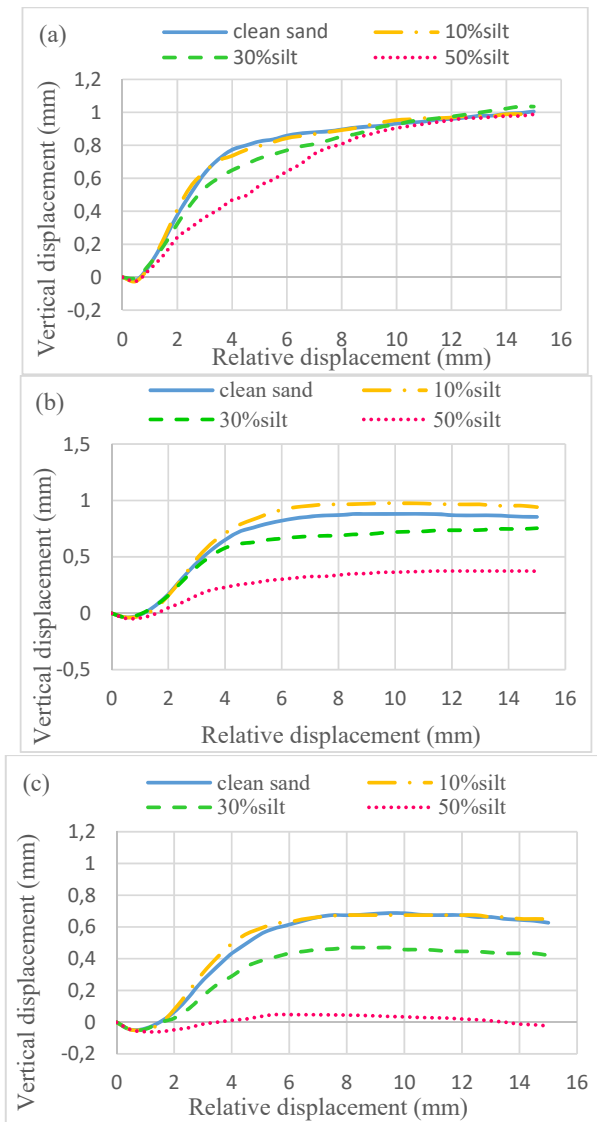 (a)
clean sand 10%silt
30%silt 50%silt
Vertical displacement (mm)
1,2
1
0,8
0,6
0,4
0,2
0
-0,2
0 2 4 6 8 10 12 14 16
Relative displacement (mm)
(b)
clean sand 10%silt
30%silt 50%silt
Vertical displacement (mm)
1,5
1
0,5
0
-0,5
0 2 4 6 8 10 12 14 16
Relative displacement (mm)
(c)
clean sand 10%silt
30%silt 50%silt
Vertical displacement (mm)
1,2
1
0,8
0,6
0,4
0,2
0
-0,2
0 2 4 6 8 10 12 14 16
Relative displacement (mm)